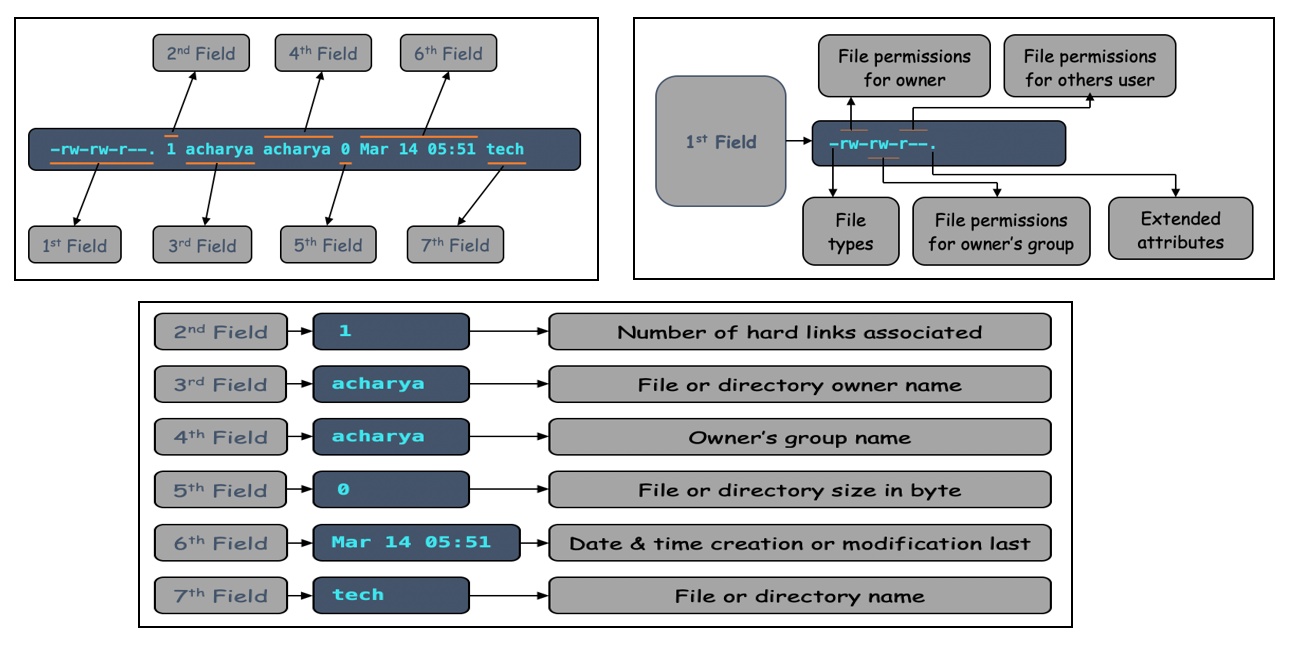 2nd Field
4th Field
6th Field
-rw-rw-r--. 1 acharya acharya 0 Mar 14 05:51 tech
1st Field
3rd Field
5th Field
7th Field
File permissions
for owner
File permissions
for others user
1st Field
-rw-rw-r--.
File
types
File permissions
for owner's group
Extended
attributes
2nd Field
1
Number of hard links associated
3rd Field
acharya
File or directory owner name
4th Field
acharya
Owner's group name
5th Field
0
File or directory size in byte
6th Field
Mar 14 05:51
Date & time creation or modification last
7th Field
tech
File or directory name